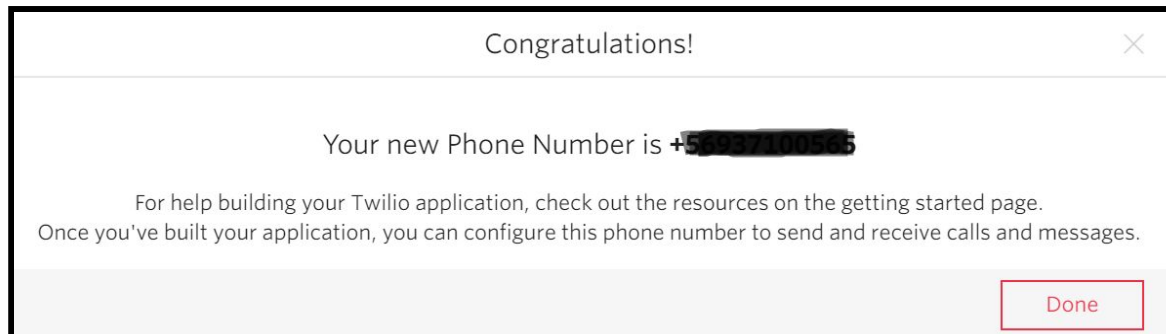 Congratulations!
Your new Phone Number is +
For help building your Twilio application, check out the resources on the getting started page.
Once you've built your application, you can configure this phone number to send and receive calls and messages.
Done